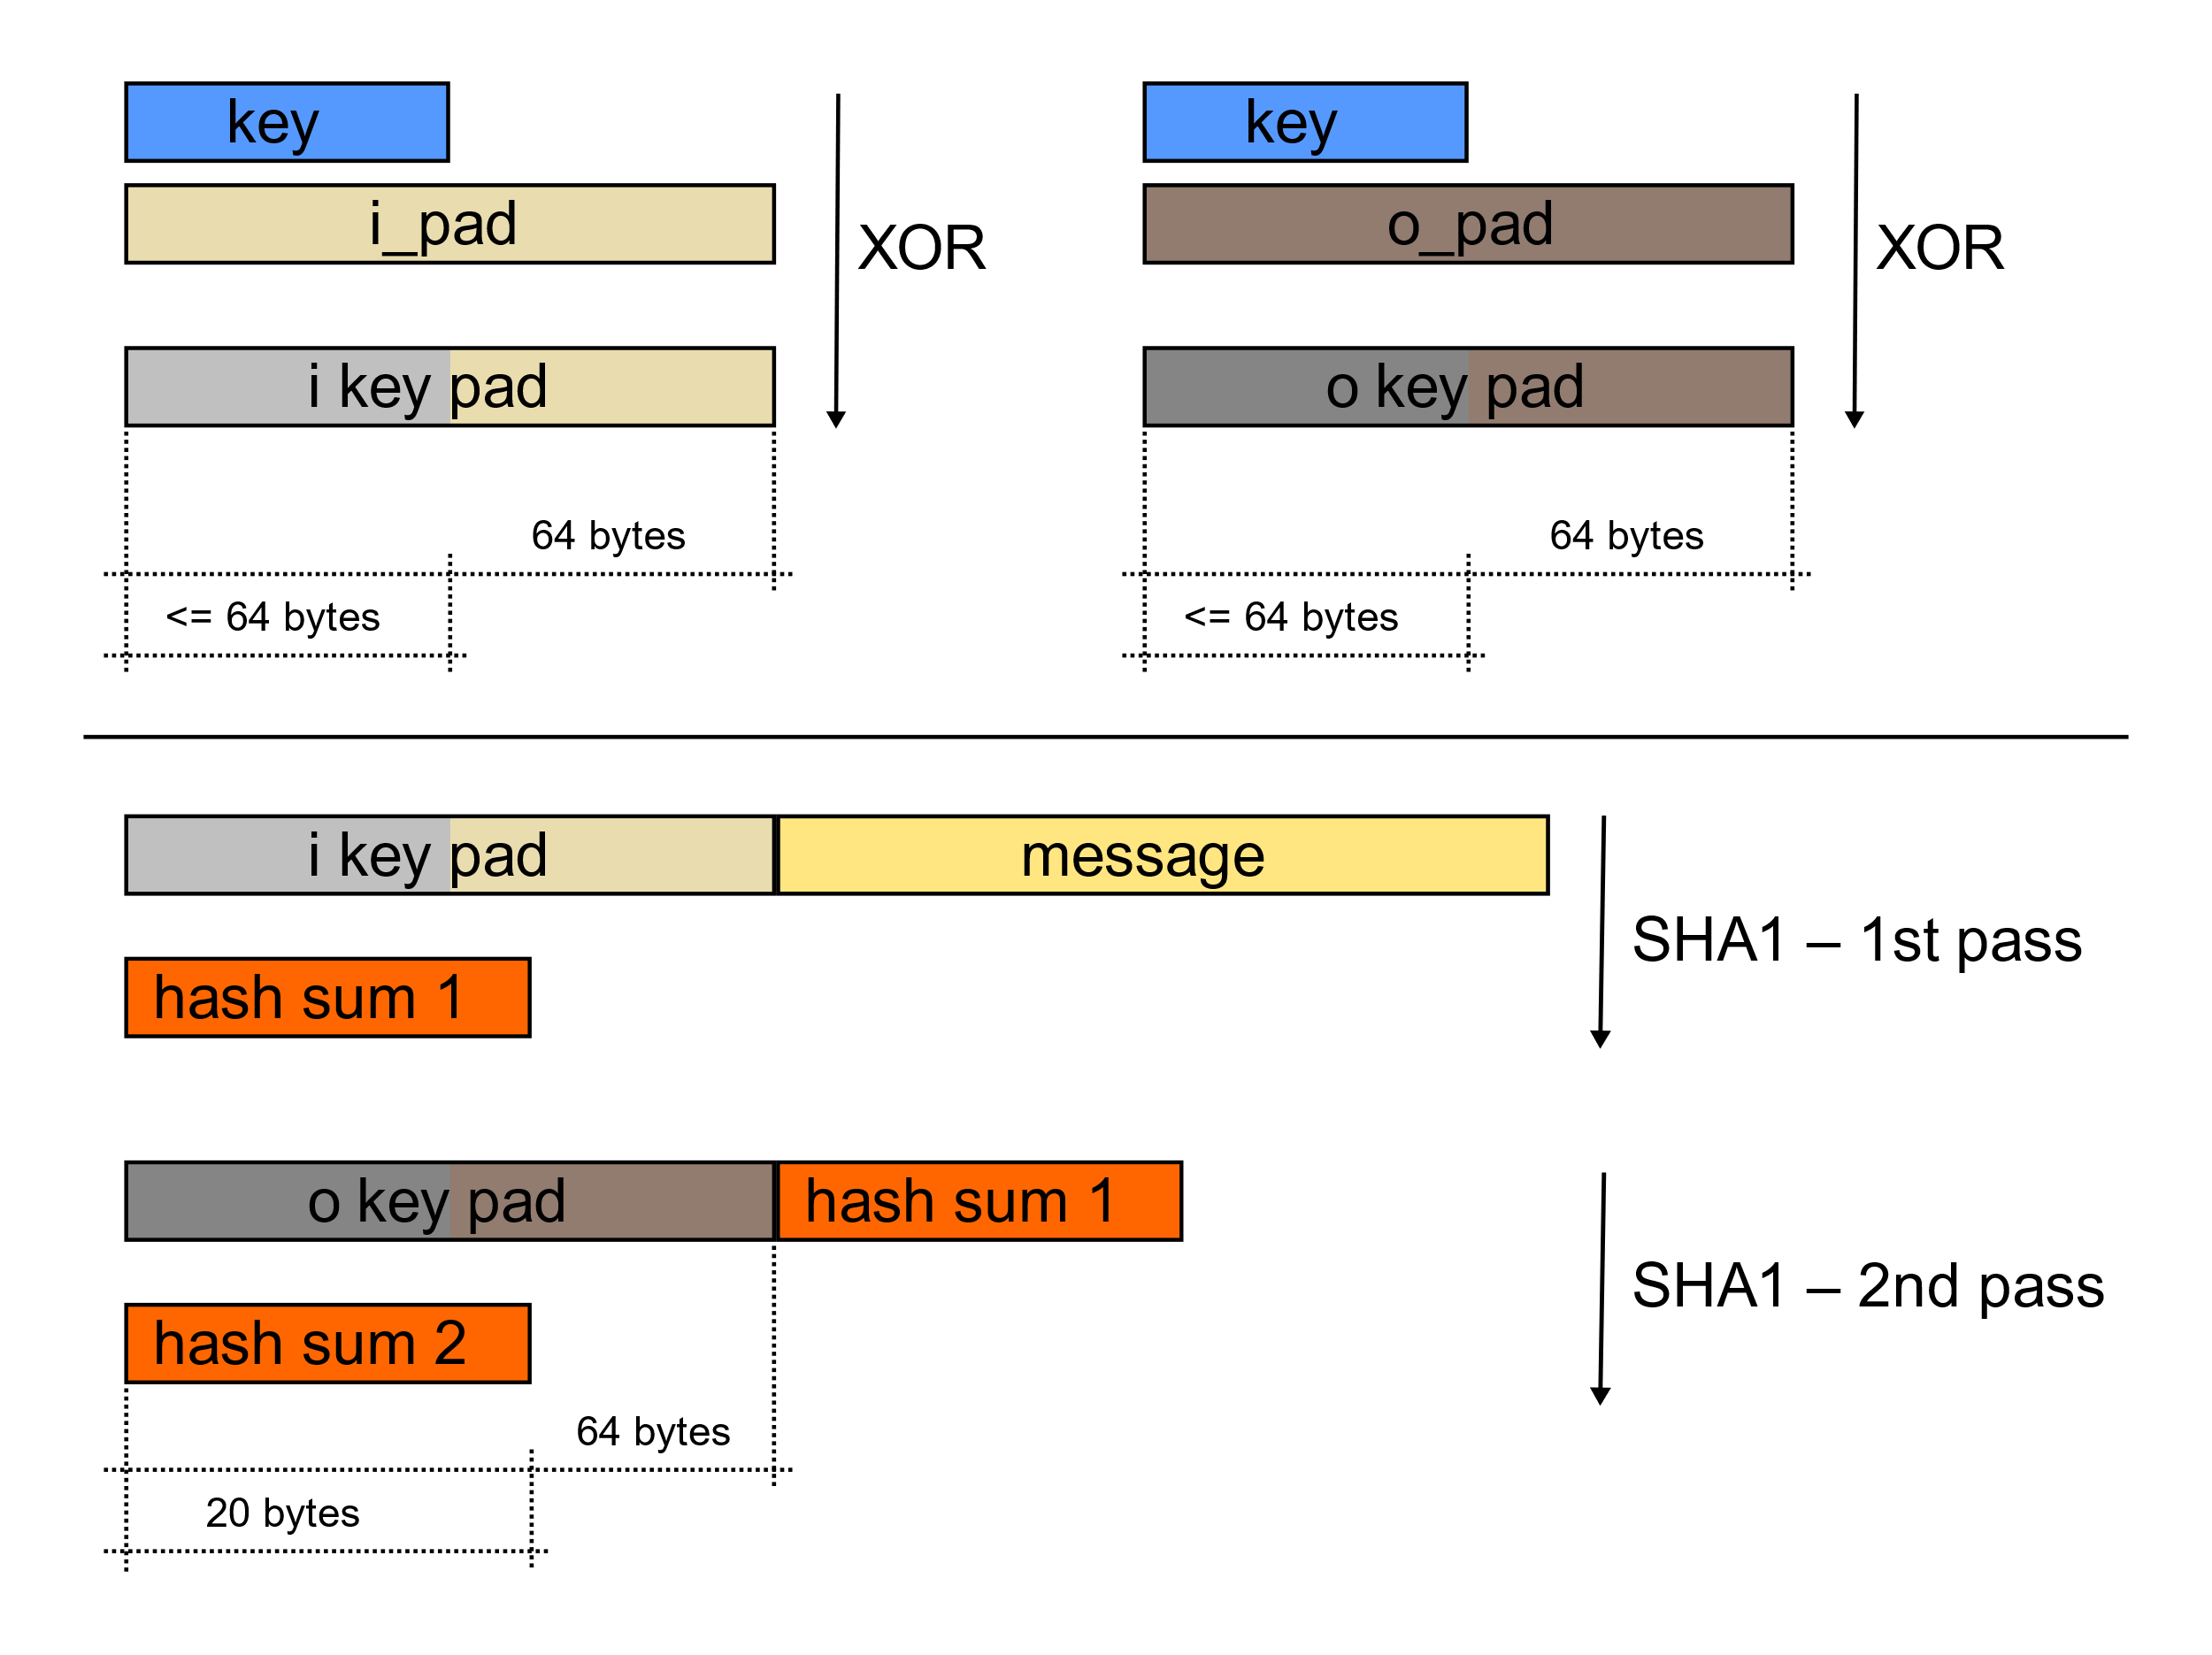 key
i_pad
XOR
i key pad
64 bytes
<= 64 bytes
key
o_pad
XOR
o key pad
64 bytes
<= 64 bytes
i key pad
message
SHA1 – 1st pass
hash sum 1
o key pad
hash sum 1
SHA1 – 2nd pass
hash sum 2
64 bytes
20 bytes